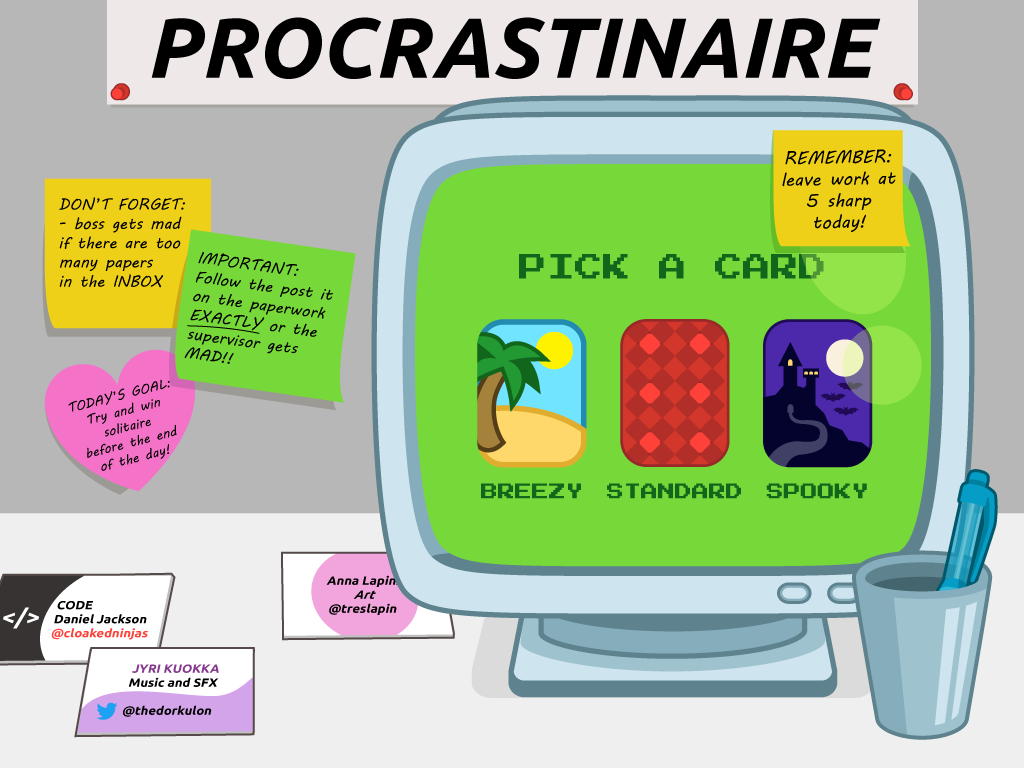 PROCRASTINAIRE
REMEMBER:
leave work at
5 sharp
today!
DON'T FORGET:
- boss gets mad
if there are too
many papers
in the INBOX
IMPORTANT:
Follow the post it
on the paperwork
EXACTLY or the
supervisor gets
MAD!!
TODAY'S GOAL:
Try and win
solitaire
before the end
of the day!
PICK A CARD
BREEZY STANDARD SPOOKY
</>
CODE
Daniel Jackson
@cloakedninjas
Anna
Art
@treslapin
JYRI KUOKKA
Music and SFX
@thedorkulon